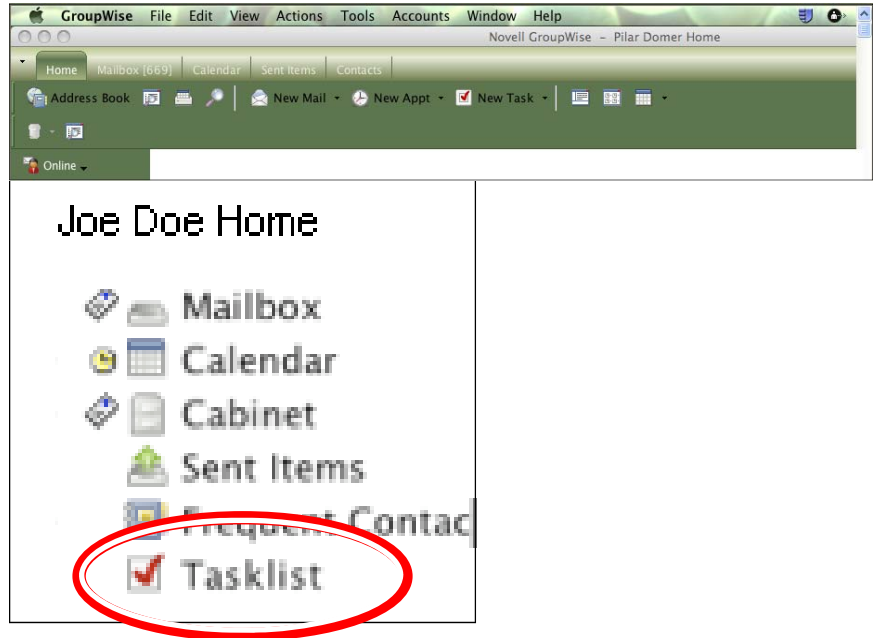 GroupWise File Edit View Actions Tools Accounts Window Help
Novell GroupWise – Pilar Domer Home
Home Mailbox [669] Calendar Sent Items Contacts
Address Book New Mail New Appt New Task
Online
Joe Doe Home
Mailbox
Calendar
Cabinet
Sent Items
Frequent Contac
Tasklist